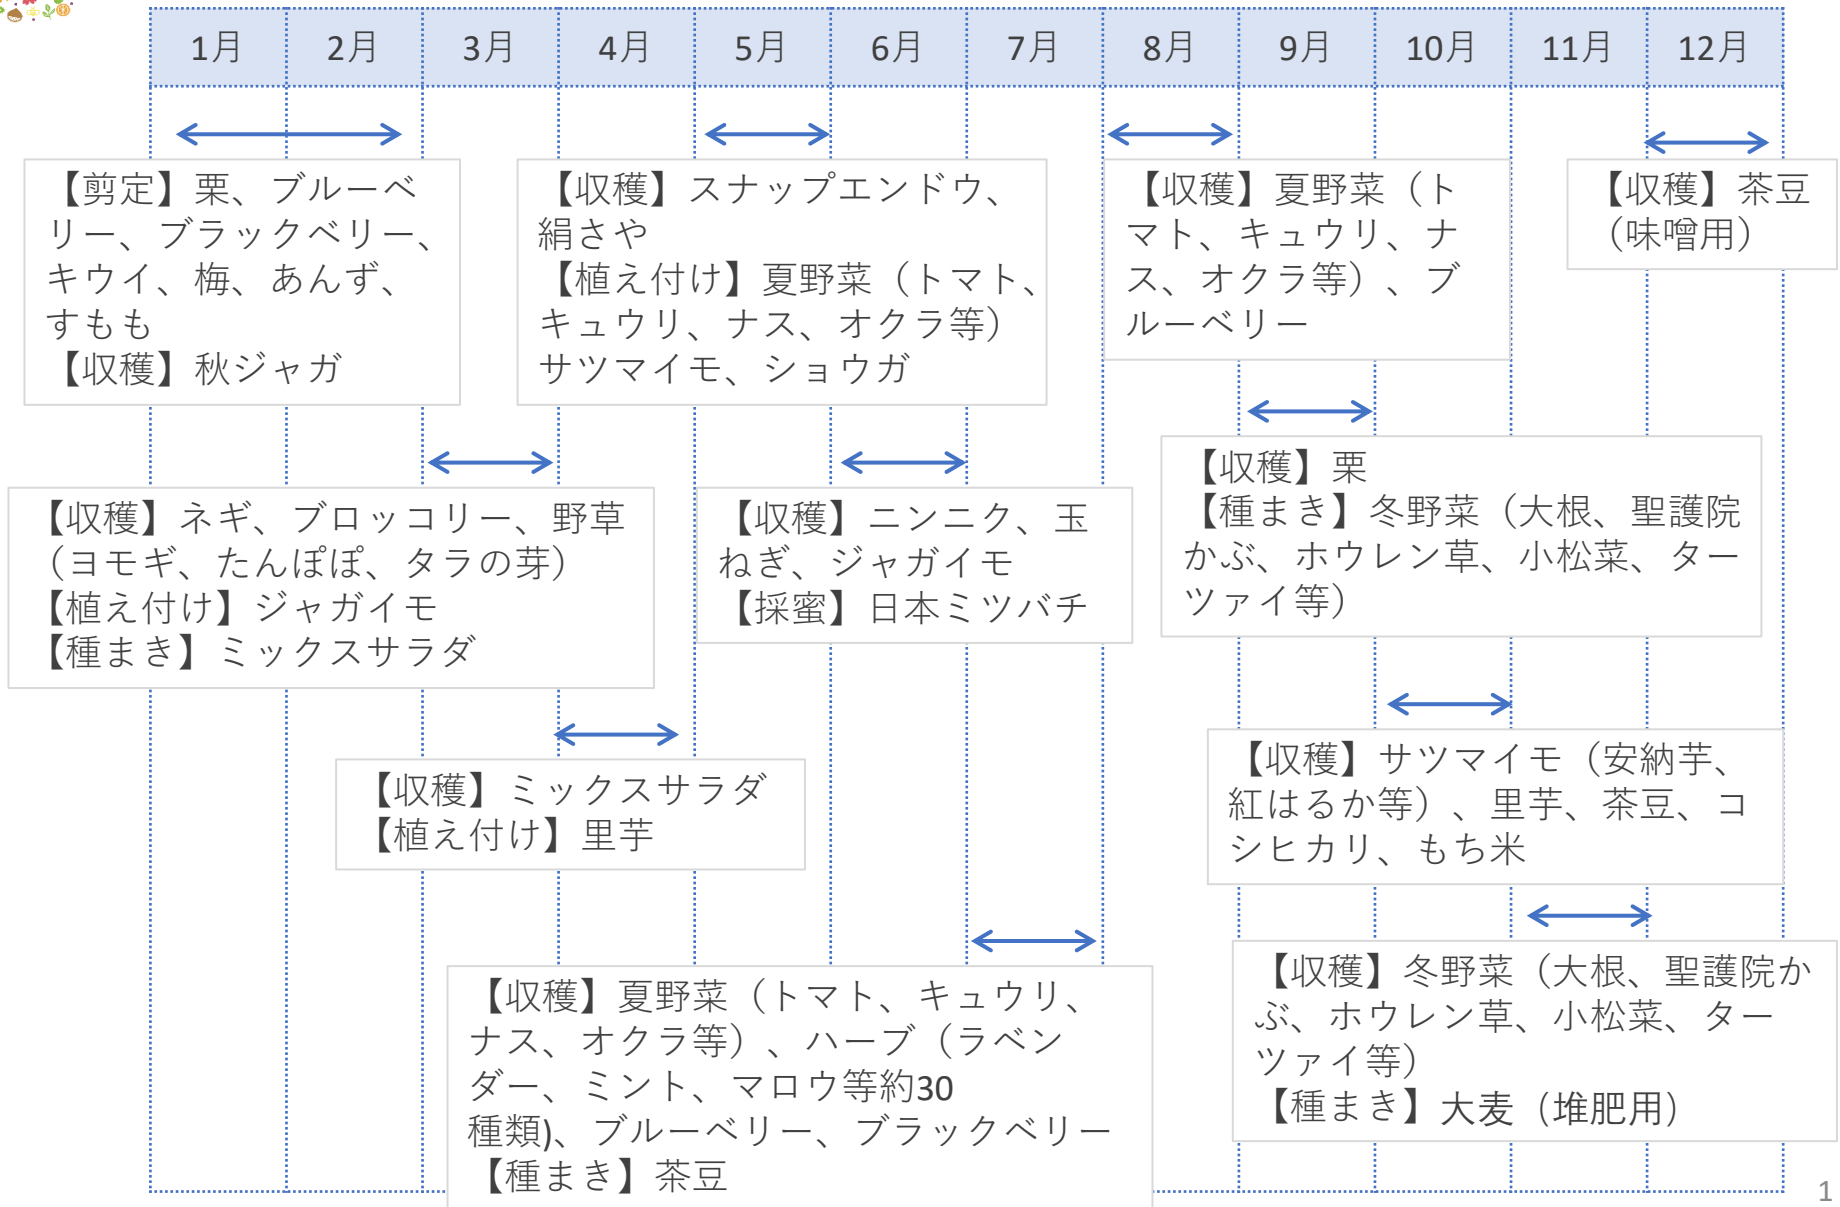 1月 2月 3月 4月 5月 6月 7月 8月 9月 10月 11月 12月
【剪定】栗、ブルーベ
リー、ブラックベリー、
キウイ、梅、あんず、
すもも
【収穫】秋ジャガ
【収穫】スナップエンドウ、
絹さや
【植え付け】夏野菜（トマト、
キュウリ、ナス、オクラ等）
サツマイモ、ショウガ
【収穫】夏野菜（ト
マト、キュウリ、ナ
ス、オクラ等）、ブ
ルーベリー
【収穫】茶豆
（味噌用）
【収穫】ネギ、ブロッコリー、野草
（ヨモギ、たんぽぽ、タラの芽）
【植え付け】ジャガイモ
【種まき】ミックスサラダ
【収穫】ニンニク、玉
ねぎ、ジャガイモ
【採蜜】日本ミツバチ
【収穫】栗
【種まき】冬野菜（大根、聖護院
かぶ、ホウレン草、小松菜、ター
ツァイ等）
【収穫】ミックスサラダ
【植え付け】里芋
【収穫】サツマイモ（安納芋、
紅はるか等）、里芋、茶豆、コ
シヒカリ、もち米
【収穫】夏野菜（トマト、キュウリ、
ナス、オクラ等）、ハーブ（ラベン
ダー、ミント、マロウ等約30
種類)、ブルーベリー、ブラックベリー
【種まき】茶豆
【収穫】冬野菜（大根、聖護院か
ぶ、ホウレン草、小松菜、ター
ツァイ等）
【種まき】大麦（堆肥用）
1